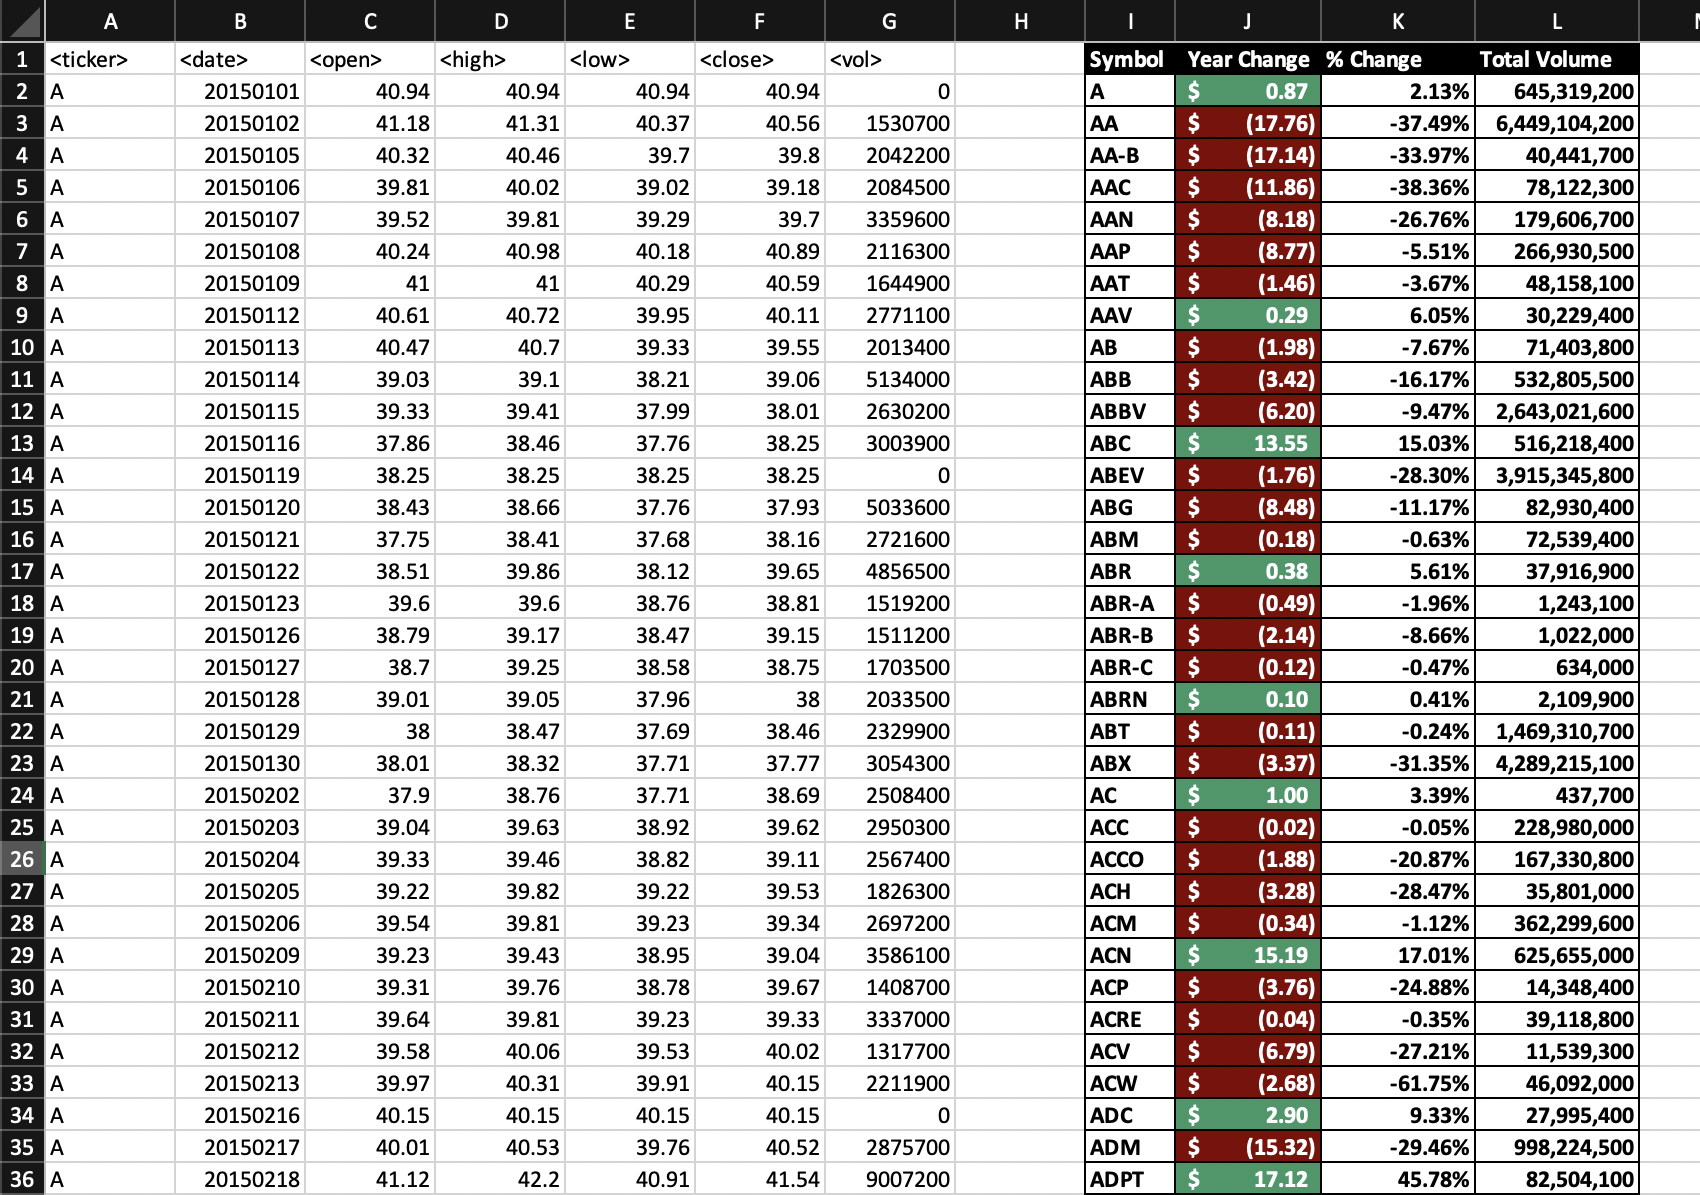 A B C D E F G H I J K L
1 <ticker> <date> <open> <high> <low> <close> <vol> Symbol Year Change % Change Total Volume
2 A 20150101 40.94 40.94 40.94 40.94 0 A $ 0.87 2.13% 645,319,200
3 A 20150102 41.18 41.31 40.37 40.56 1530700 AA $ (17.76) -37.49% 6,449,104,200
4 A 20150105 40.32 40.46 39.7 39.8 2042200 AA-B $ (17.14) -33.97% 40,441,700
5 A 20150106 39.81 40.02 39.02 39.18 2084500 AAC $ (11.86) -38.36% 78,122,300
6 A 20150107 39.52 39.81 39.29 39.7 3359600 AAN $ (8.18) -26.76% 179,606,700
7 A 20150108 40.24 40.98 40.18 40.89 2116300 AAP $ (8.77) -5.51% 266,930,500
8 A 20150109 41 41 40.29 40.59 1644900 AAT $ (1.46) -3.67% 48,158,100
9 A 20150112 40.61 40.72 39.95 40.11 2771100 AAV $ 0.29 6.05% 30,229,400
10 A 20150113 40.47 40.7 39.33 39.55 2013400 AB $ (1.98) -7.67% 71,403,800
11 A 20150114 39.03 39.1 38.21 39.06 5134000 ABB $ (3.42) -16.17% 532,805,500
12 A 20150115 39.33 39.41 37.99 38.01 2630200 ABBV $ (6.20) -9.47% 2,643,021,600
13 A 20150116 37.86 38.46 37.76 38.25 3003900 ABC $ 13.55 15.03% 516,218,400
14 A 20150119 38.25 38.25 38.25 38.25 0 ABEV $ (1.76) -28.30% 3,915,345,800
15 A 20150120 38.43 38.66 37.76 37.93 5033600 ABG $ (8.48) -11.17% 82,930,400
16 A 20150121 37.75 38.41 37.68 38.16 2721600 ABM $ (0.18) -0.63% 72,539,400
17 A 20150122 38.51 39.86 38.12 39.65 4856500 ABR $ 0.38 5.61% 37,916,900
18 A 20150123 39.6 39.6 38.76 38.81 1519200 ABR-A $ (0.49) -1.96% 1,243,100
19 A 20150126 38.79 39.17 38.47 39.15 1511200 ABR-B $ (2.14) -8.66% 1,022,000
20 A 20150127 38.7 39.25 38.58 38.75 1703500 ABR-C $ (0.12) -0.47% 634,000
21 A 20150128 39.01 39.05 37.96 38 2033500 ABRN $ 0.10 0.41% 2,109,900
22 A 20150129 38 38.47 37.69 38.46 2329900 ABT $ (0.11) -0.24% 1,469,310,700
23 A 20150130 38.01 38.32 37.71 37.77 3054300 ABX $ (3.37) -31.35% 4,289,215,100
24 A 20150202 37.9 38.76 37.71 38.69 2508400 AC $ 1.00 3.39% 437,700
25 A 20150203 39.04 39.63 38.92 39.62 2950300 ACC $ (0.02) -0.05% 228,980,000
26 A 20150204 39.33 39.46 38.82 39.11 2567400 ACCO $ (1.88) -20.87% 167,330,800
27 A 20150205 39.22 39.82 39.22 39.53 1826300 ACH $ (3.28) -28.47% 35,801,000
28 A 20150206 39.54 39.81 39.23 39.34 2697200 ACM $ (0.34) -1.12% 362,299,600
29 A 20150209 39.23 39.43 38.95 39.04 3586100 ACN $ 15.19 17.01% 625,655,000
30 A 20150210 39.31 39.76 38.78 39.67 1408700 ACP $ (3.76) -24.88% 14,348,400
31 A 20150211 39.64 39.81 39.23 39.33 3337000 ACRE $ (0.04) -0.35% 39,118,800
32 A 20150212 39.58 40.06 39.53 40.02 1317700 ACV $ (6.79) -27.21% 11,539,300
33 A 20150213 39.97 40.31 39.91 40.15 2211900 ACW $ (2.68) -61.75% 46,092,000
34 A 20150216 40.15 40.15 40.15 40.15 0 ADC $ 2.90 9.33% 27,995,400
35 A 20150217 40.01 40.53 39.76 40.52 2875700 ADM $ (15.32) -29.46% 998,224,500
36 A 20150218 41.12 42.2 40.91 41.54 9007200 ADPT $ 17.12 45.78% 82,504,100